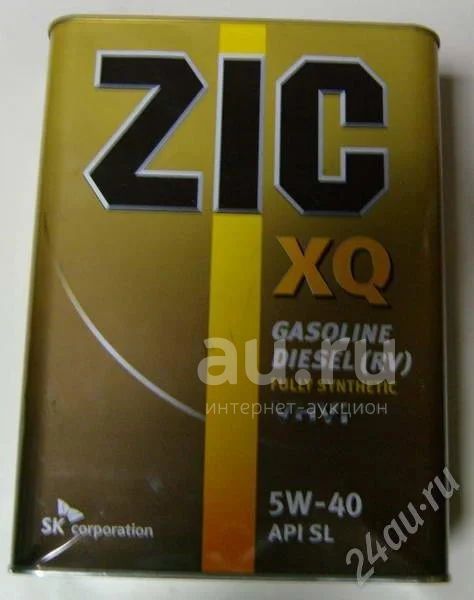 ZIC
XQ
GASOLINE
DIESEL(RV)
FULLY SYNTHETIC
au.ru
интернет-аукцион
5W-40
API SL
SK corporation
24au.ru